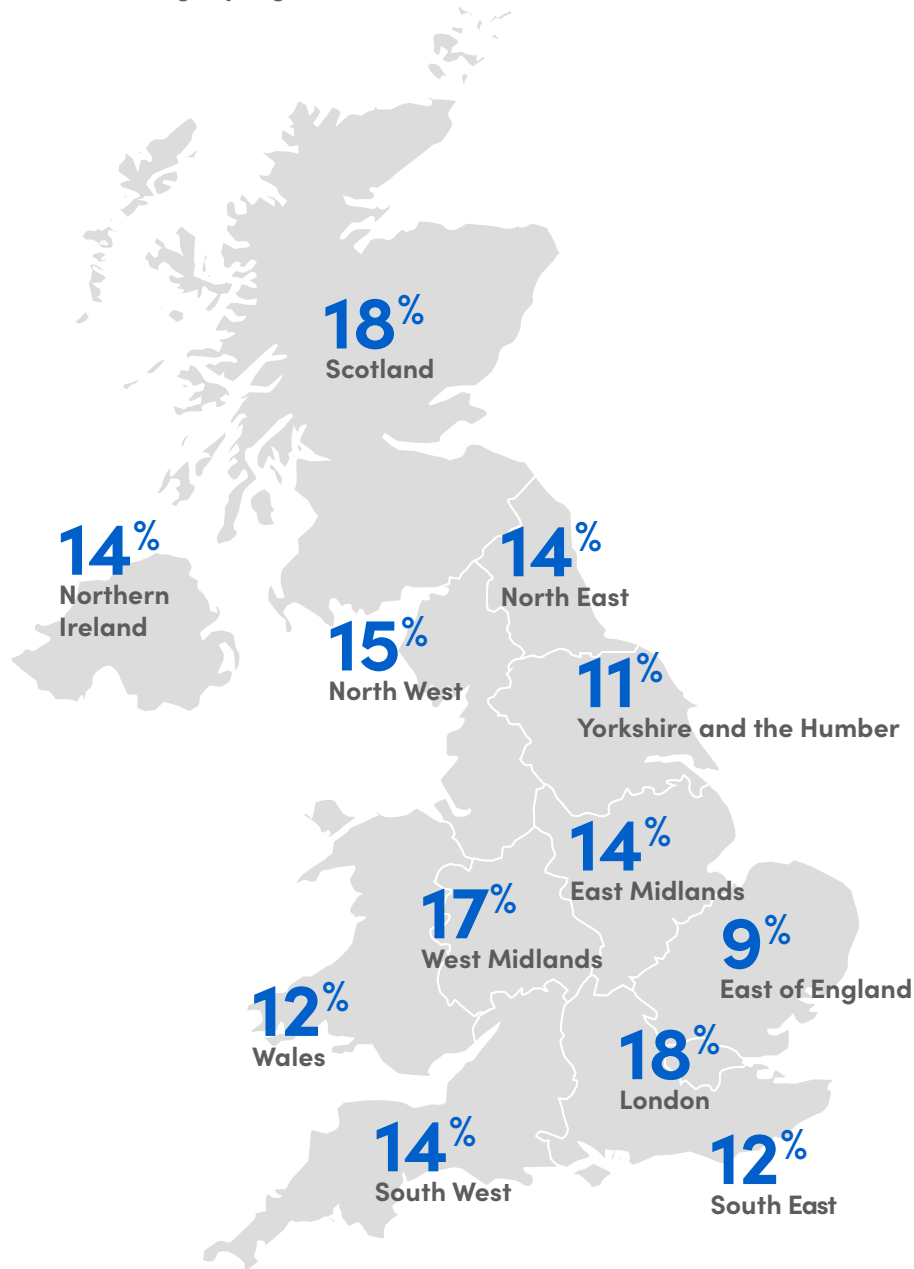 18%
Scotland
14%
Northern
Ireland
14%
North East
15%
North West
11%
Yorkshire and the Humber
14%
East Midlands
17%
West Midlands
9%
East of England
12%
Wales
18%
London
14%
South West
12%
South East